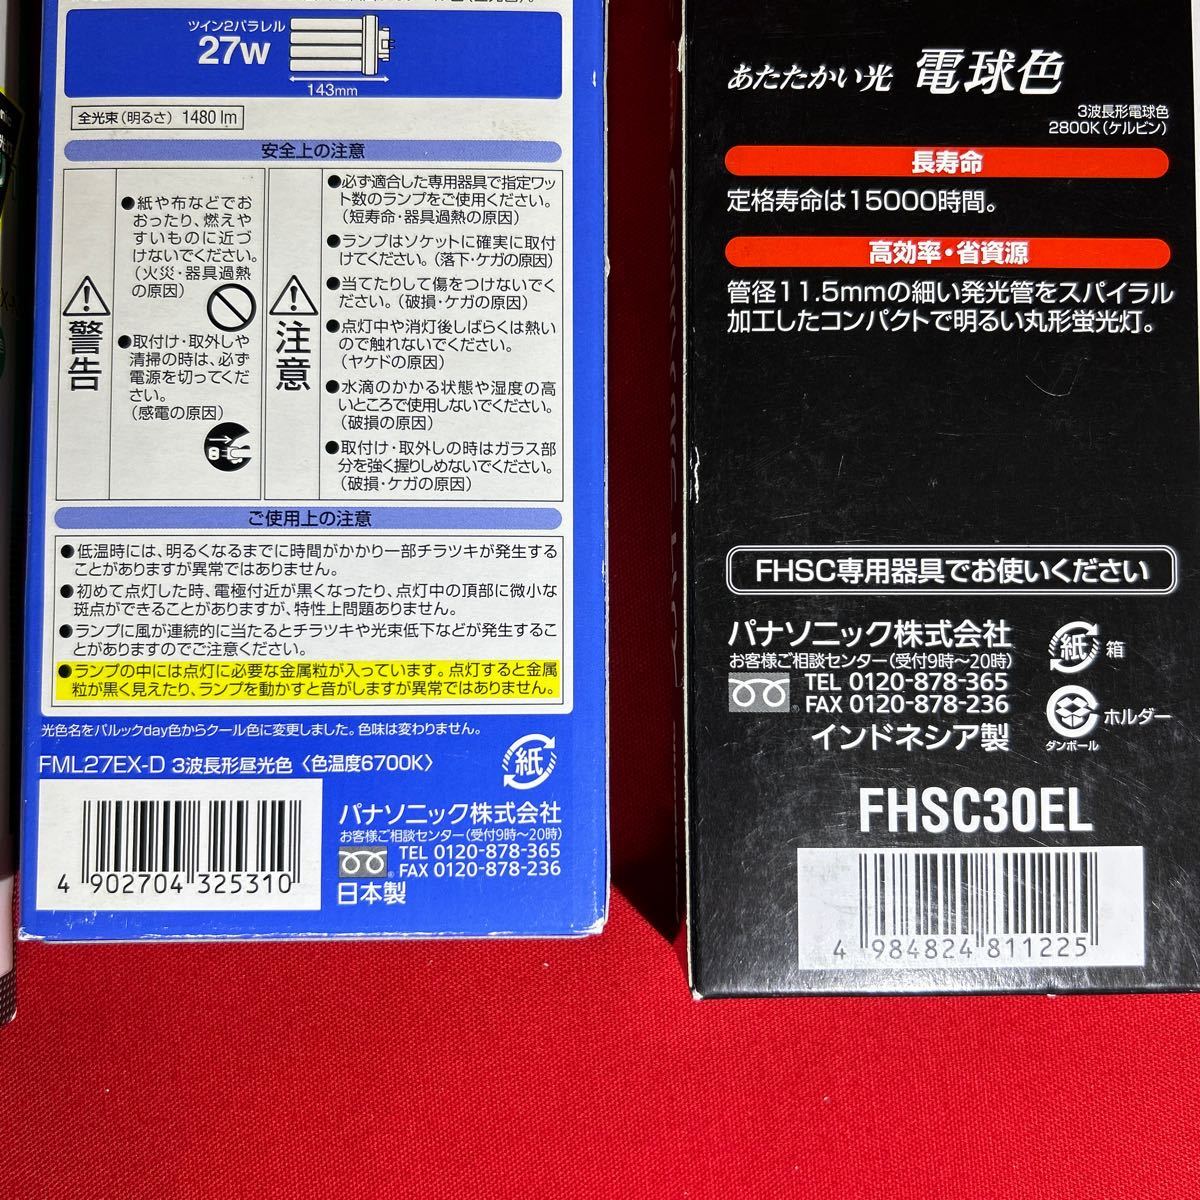 ツイン2パラレル
27W
143mm
全光束(明るさ) 1480 lm
安全上の注意
警告
●紙や布などでお
おったり、燃えや
すいものに近づ
けないでください。
(火災・器具過熱
の原因)
●取付け・取外しや
清掃の時は、必ず
電源を切ってくだ
さい。
(感電の原因)
注意
●必ず適合した専用器具で指定ワッ
ト数のランプをご使用ください。
(短寿命・器具過熱の原因)
●ランプはソケットに確実に取付
けてください。(落下・ケガの原因)
●当てたりして傷をつけないでく
ださい。(破損・ケガの原因)
●点灯中や消灯後しばらくは熱い
ので触れないでください。
(ヤケドの原因)
●水滴のかかる状態や湿度の高
いところで使用しないでください。
(破損の原因)
●取付け・取外しの時はガラス部
分を強く握りしめないでください。
(破損・ケガの原因)
ご使用上の注意
●低温時には、明るくなるまでに時間がかかり一部チラツキが発生する
ことがありますが異常ではありません。
●初めて点灯した時、電極付近が黒くなったり、点灯中の頂部に微小な
斑点ができることがありますが、特性上問題ありません。
●ランプに風が連続的に当たるとチラツキや光束低下などが発生するこ
とがありますのでご注意ください。
●ランプの中には点灯に必要な金属粒が入っています。点灯すると金属
粒が黒く見えたり、ランプを動かすと音がしますが異常ではありません。
光色名をパルックday色からクール色に変更しました。色味は変わりません。
FML27EX-D 3波長形昼光色〈色温度6700K〉
紙
4 902704 325310
パナソニック株式会社
お客様ご相談センター(受付9時〜20時)
TEL 0120-878-365
FAX 0120-878-236
日本製
あたたかい光 電球色
3波長形電球色
2800K(ケルビン)
長寿命
定格寿命は15000時間。
高効率・省資源
管径11.5mmの細い発光管をスパイラル
加工したコンパクトで明るい丸形蛍光灯。
FHSC専用器具でお使いください
パナソニック株式会社
お客様ご相談センター(受付9時〜20時)
TEL 0120-878-365
FAX 0120-878-236
インドネシア製
紙 箱
ダンボール ホルダー
FHSC30EL
4 984824 811225